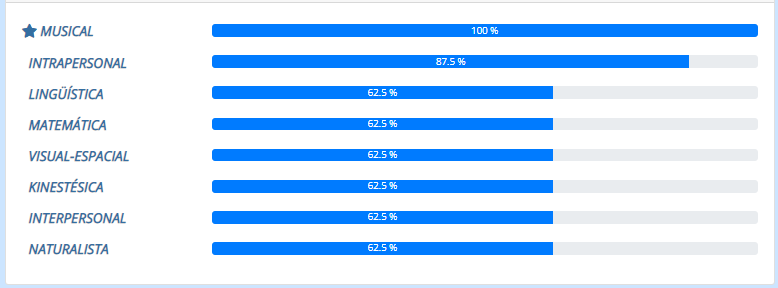 MUSICAL 100 %
INTRAPERSONAL 87.5 %
LINGÜÍSTICA 62.5 %
MATEMÁTICA 62.5 %
VISUAL-ESPACIAL 62.5 %
KINESTÉSICA 62.5 %
INTERPERSONAL 62.5 %
NATURALISTA 62.5 %